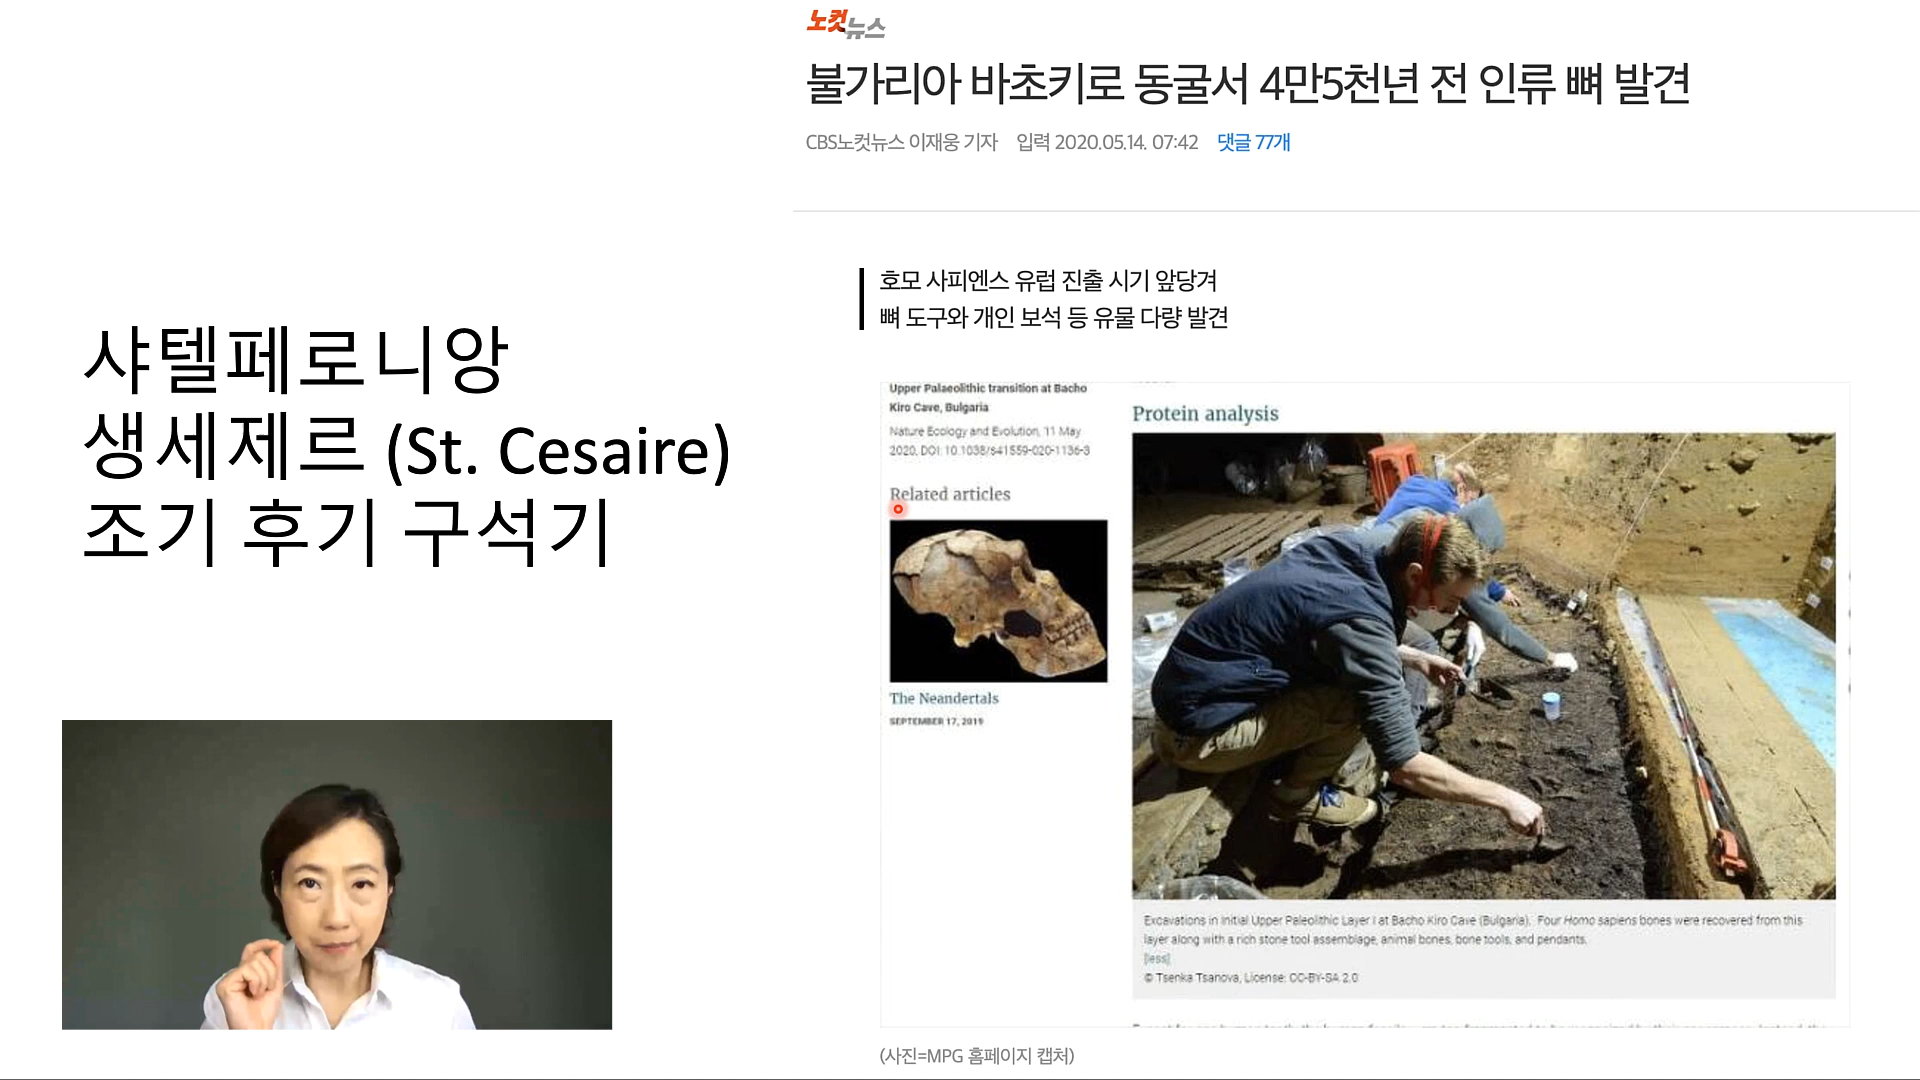 노컷뉴스
불가리아 바초키로 동굴서 4만5천년 전 인류 뼈 발견
CBS노컷뉴스 이재웅 기자 입력 2020.05.14. 07:42 댓글 77개
호모 사피엔스 유럽 진출 시기 앞당겨
뼈 도구와 개인 보석 등 유물 다량 발견
샤텔페로니앙
생세제르 (St. Cesaire)
조기 후기 구석기
Upper Palaeolithic transition at Bacho
Kiro Cave, Bulgaria
Nature Ecology and Evolution, 11 May
2020, DOI: 10.1038/s41559-020-1136-3
Related articles
The Neandertals
SEPTEMBER 17, 2019
Protein analysis
Excavations in Initial Upper Paleolithic Layer I at Bacho Kiro Cave (Bulgaria). Four Homo sapiens bones were recovered from this
layer along with a rich stone tool assemblage, animal bones, bone tools, and pendants.
[less]
© Tsenka Tsanova, License: CC-BY-SA 2.0
(사진=MPG 홈페이지 캡처)